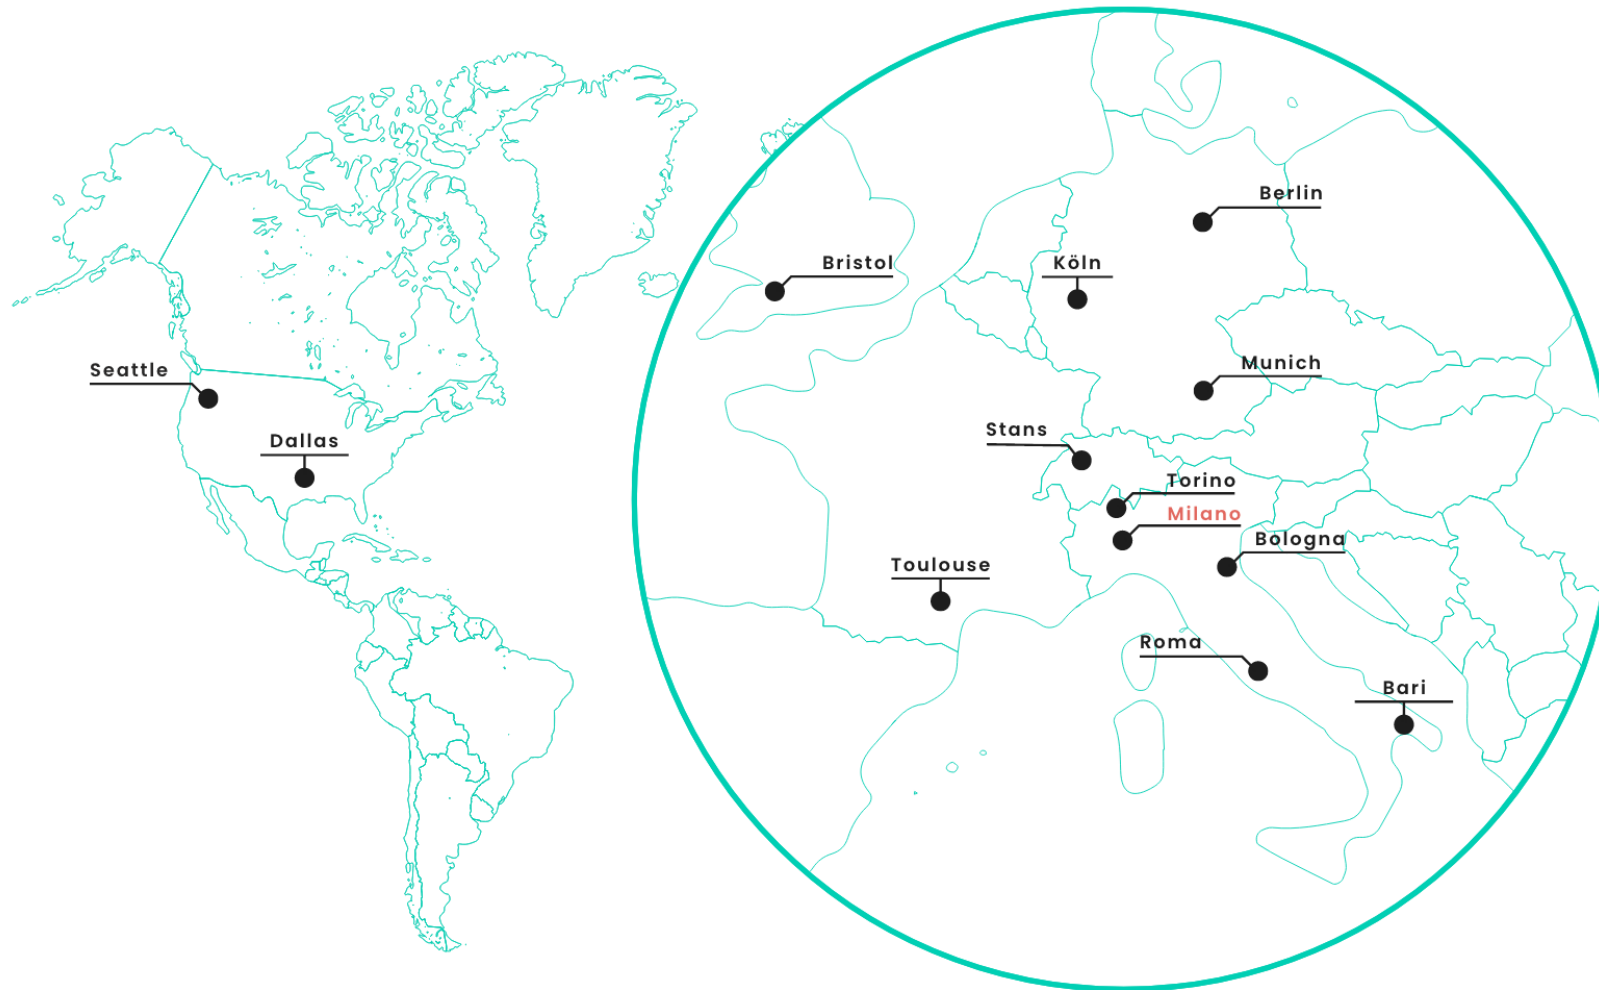 Berlin
Bristol
Köln
Seattle
Munich
Stans
Dallas
Torino
Milano
Bologna
Toulouse
Roma
Bari